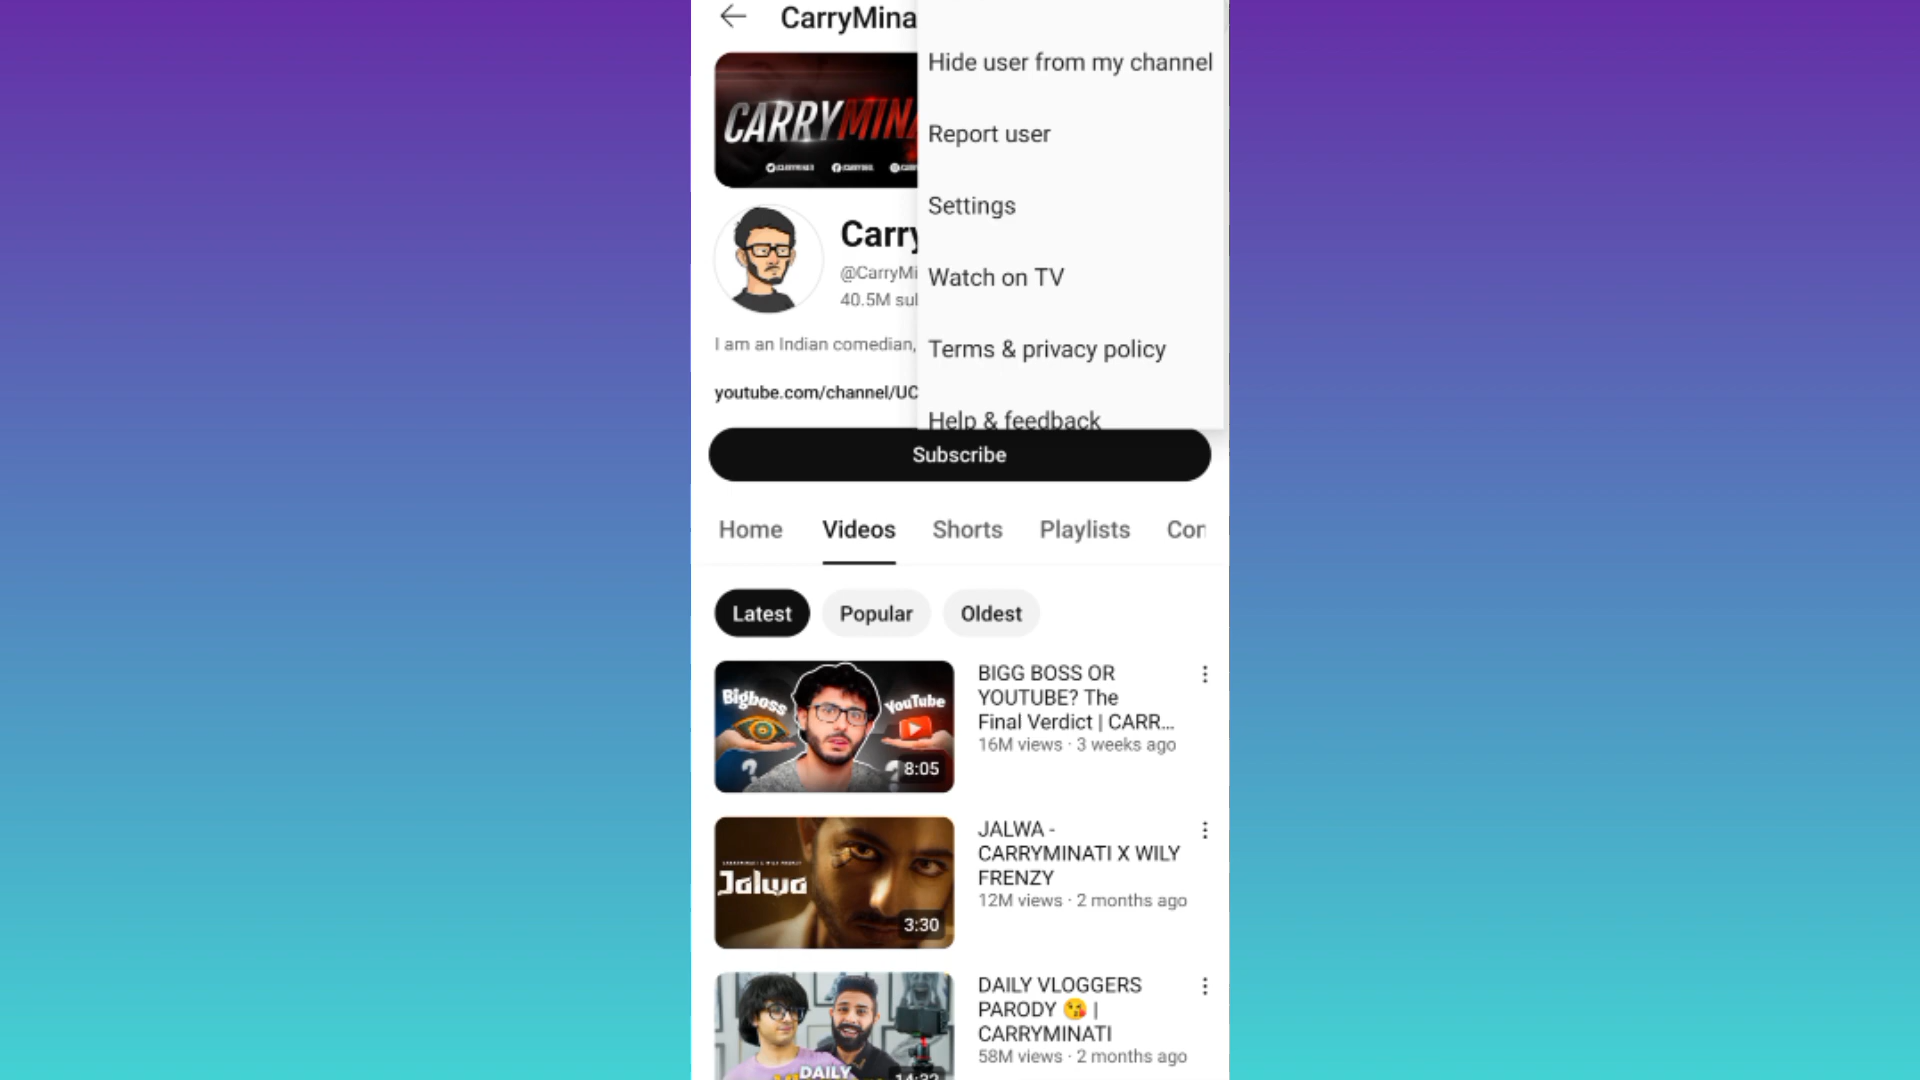 CarryMina
Hide user from my channel
Report user
Settings
Watch on TV
Terms & privacy policy
Help & feedback
CARRYMINA
Carry
@CarryMi
40.5M su
I am an Indian comedian,
youtube.com/channel/UC
Subscribe
Home Videos Shorts Playlists Con
Latest Popular Oldest
Bigboss
YouTube
8:05
BIGG BOSS OR
YOUTUBE? The
Final Verdict | CARR...
16M views · 3 weeks ago
Jalwa
3:30
JALWA -
CARRYMINATI X WILY
FRENZY
12M views · 2 months ago
DAILY
14:32
DAILY VLOGGERS
PARODY 😘 |
CARRYMINATI
58M views · 2 months ago